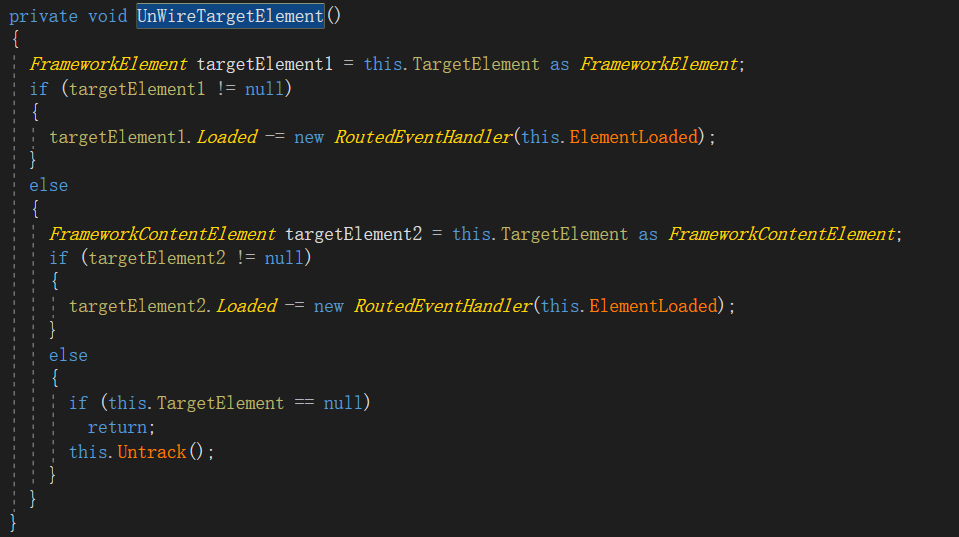 private void UnWireTargetElement()
{
  FrameworkElement targetElement1 = this.TargetElement as FrameworkElement;
  if (targetElement1 != null)
  {
    targetElement1.Loaded -= new RoutedEventHandler(this.ElementLoaded);
  }
  else
  {
    FrameworkContentElement targetElement2 = this.TargetElement as FrameworkContentElement;
    if (targetElement2 != null)
    {
      targetElement2.Loaded -= new RoutedEventHandler(this.ElementLoaded);
    }
    else
    {
      if (this.TargetElement == null)
        return;
      this.Untrack();
    }
  }
}